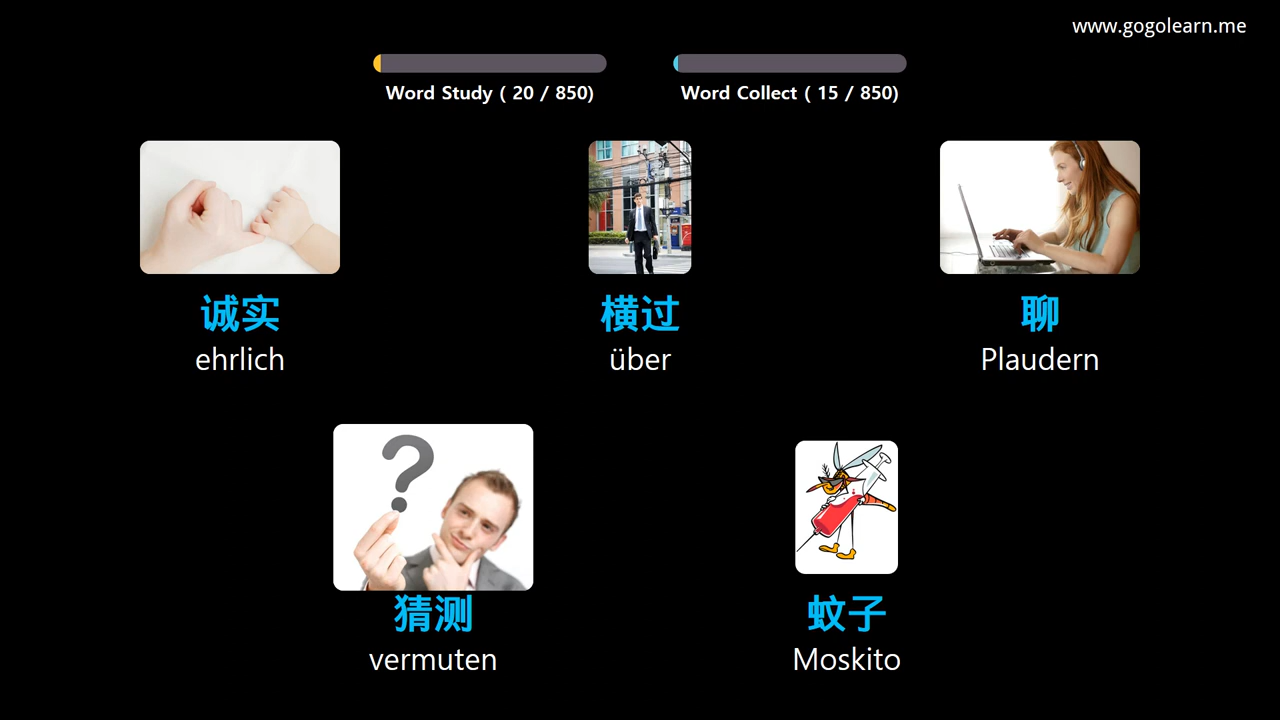 www.gogolearn.me
Word Study ( 20 / 850)
Word Collect ( 15 / 850)
诚实
ehrlich
横过
über
聊
Plaudern
猜测
vermuten
蚊子
Moskito